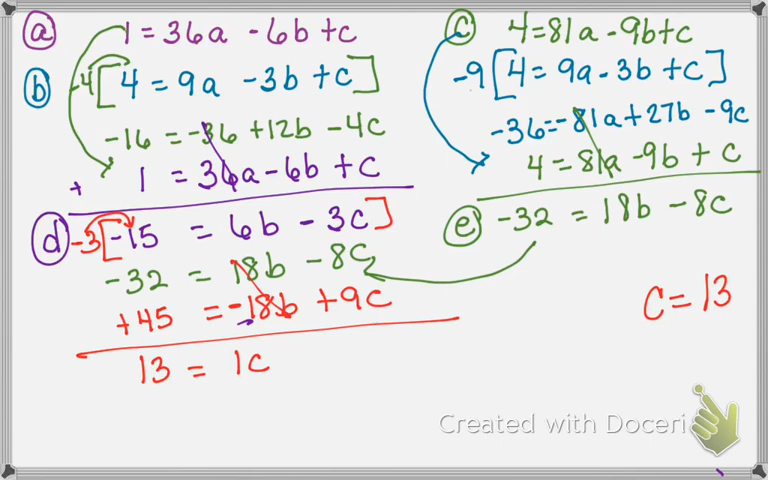 (a) 1 = 36a - 6b + c
(b) -4[4 = 9a - 3b + c]
-16 = -36 + 12b - 4c
+ 1 = 36a - 6b + c
(d) -3[-15 = 6b - 3c]
-32 = 18b - 8c
+45 = -18b + 9c
13 = 1c
(c) 4 = 81a - 9b + c
-9[4 = 9a - 3b + c]
-36 = -81a + 27b - 9c
4 = 81a - 9b + c
(e) -32 = 18b - 8c
c = 13
Created with Doceri